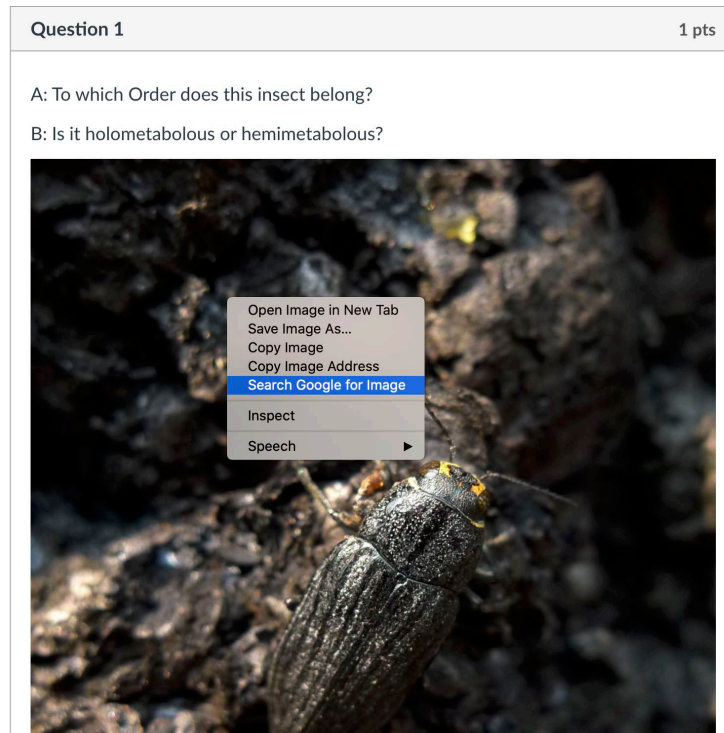 Question 1
1 pts
A: To which Order does this insect belong?
B: Is it holometabolous or hemimetabolous?
Open Image in New Tab
Save Image As...
Copy Image
Copy Image Address
Search Google for Image
Inspect
Speech